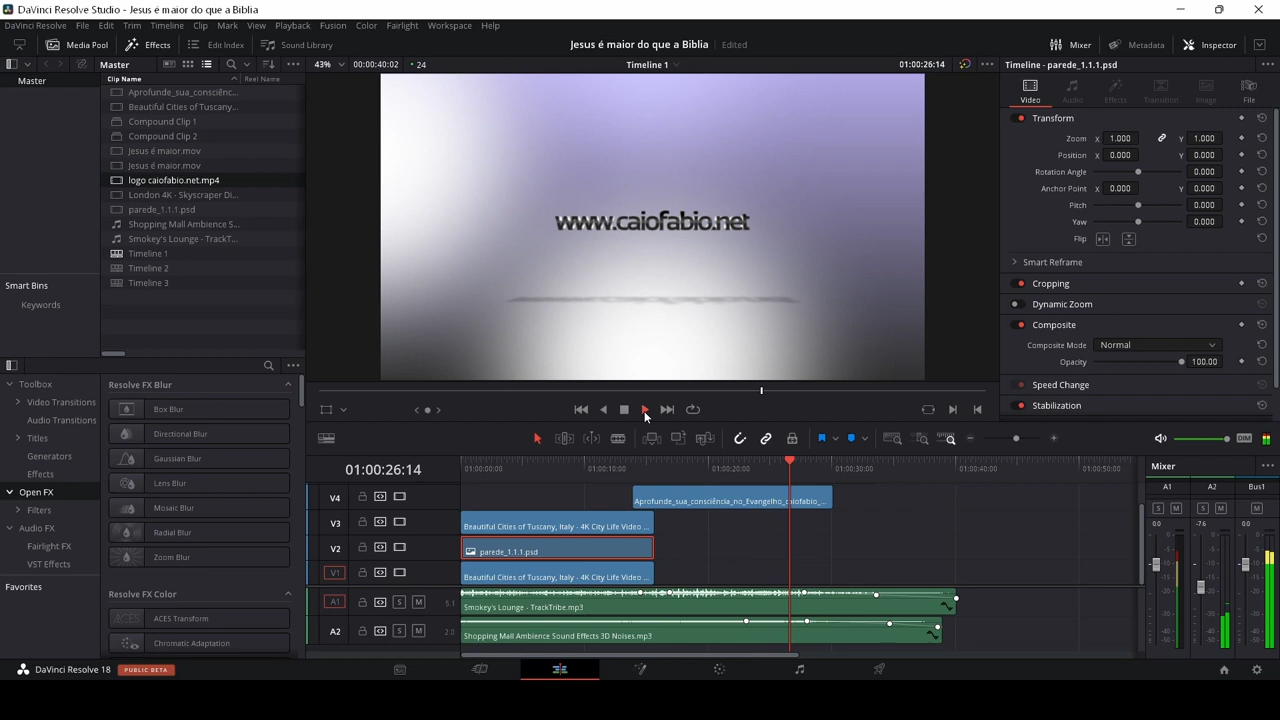 DaVinci Resolve Studio - Jesus é maior do que a Biblia
DaVinci Resolve File Edit Trim Timeline Clip Mark View Playback Fusion Color Fairlight Workspace Help
Media Pool Effects Edit Index Sound Library Jesus é maior do que a Biblia Edited Mixer Metadata Inspector
Master 43% 00:00:40:02 24 Timeline 1 01:00:26:14 Timeline - parede_1.1.1.psd
Master
Clip Name Reel Name
Aprofunde_sua_consciênc...
Beautiful Cities of Tuscany...
Compound Clip 1
Compound Clip 2
Jesus é maior.mov
Jesus é maior.mov
logo caiofabio.net.mp4
London 4K - Skyscraper Di...
parede_1.1.1.psd
Shopping Mall Ambience S...
Smokey's Lounge - TrackT...
Timeline 1
Timeline 2
Timeline 3
Smart Bins
Keywords
www.caiofabio.net
Video Audio Effects Transition Image File
Transform
Zoom X 1.000 Y 1.000
Position X 0.000 Y 0.000
Rotation Angle 0.000
Anchor Point X 0.000 Y 0.000
Pitch 0.000
Yaw 0.000
Flip
Smart Reframe
Cropping
Dynamic Zoom
Composite
Composite Mode Normal
Opacity 100.00
Speed Change
Stabilization
Toolbox
Video Transitions
Audio Transitions
Titles
Generators
Effects
Open FX
Filters
Audio FX
Fairlight FX
VST Effects
Favorites
Resolve FX Blur
Box Blur
Directional Blur
Gaussian Blur
Lens Blur
Mosaic Blur
Radial Blur
Zoom Blur
Resolve FX Color
ACES Transform
Chromatic Adaptation
DIM
01:00:26:14 01:00:00:00 01:00:10:00 01:00:20:00 01:00:30:00 01:00:40:00 01:00:50:00
V4 Aprofunde_sua_consciência_no_Evangelho_caiofabio_...
V3 Beautiful Cities of Tuscany, Italy - 4K City Life Video ...
V2 parede_1.1.1.psd
V1 Beautiful Cities of Tuscany, Italy - 4K City Life Video ...
A1 S M 5.1 Smokey's Lounge - TrackTribe.mp3
A2 S M 2.0 Shopping Mall Ambience Sound Effects 3D Noises.mp3
Mixer
A1 A2 Bus1
S M S M M
0.0 -7.6 0.0
DaVinci Resolve 18 PUBLIC BETA